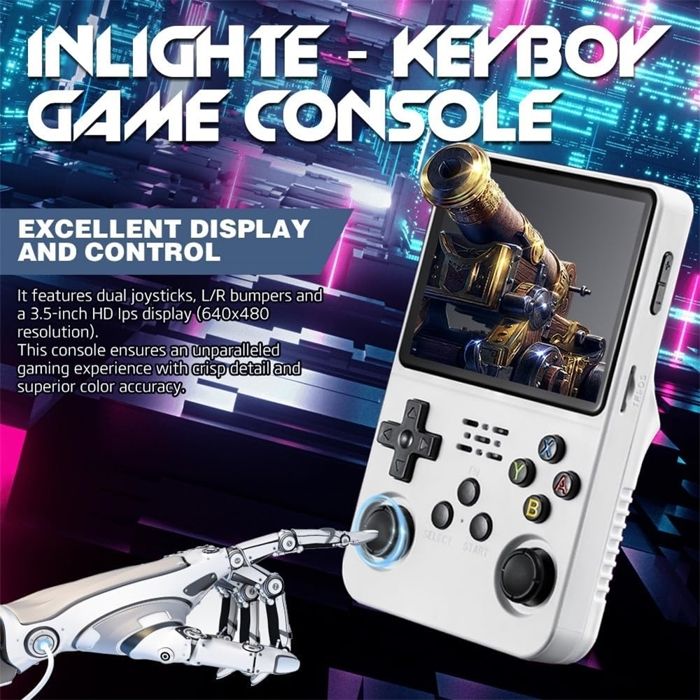 INLIGHTE - KEYBOY
GAME CONSOLE
EXCELLENT DISPLAY
AND CONTROL
It features dual joysticks, L/R bumpers and
a 3.5-inch HD Ips display (640x480
resolution).
This console ensures an unparalleled
gaming experience with crisp detail and
superior color accuracy.
X
Y
A
B
FN
SELECT
START